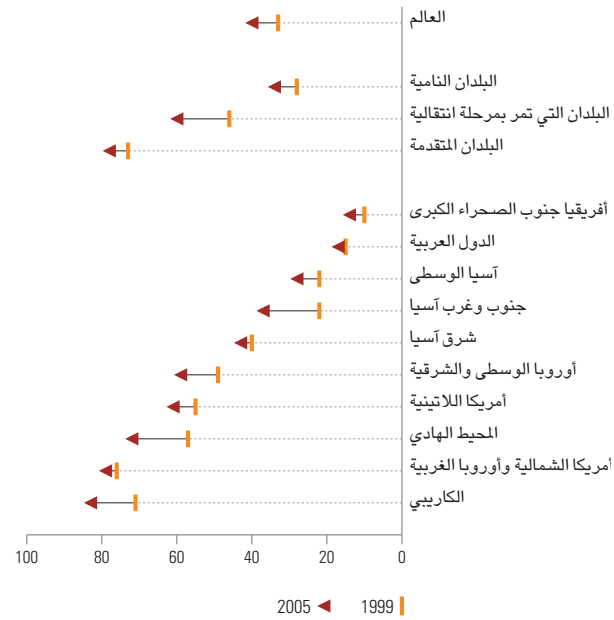 العالم
البلدان النامية
البلدان التي تمر بمرحلة انتقالية
البلدان المتقدمة
أفريقيا جنوب الصحراء الكبرى
الدول العربية
آسيا الوسطى
جنوب وغرب آسيا
شرق آسيا
أوروبا الوسطى والشرقية
أمريكا اللاتينية
المحيط الهادي
أمريكا الشمالية وأوروبا الغربية
الكاريبي
0 20 40 60 80 100
1999 2005